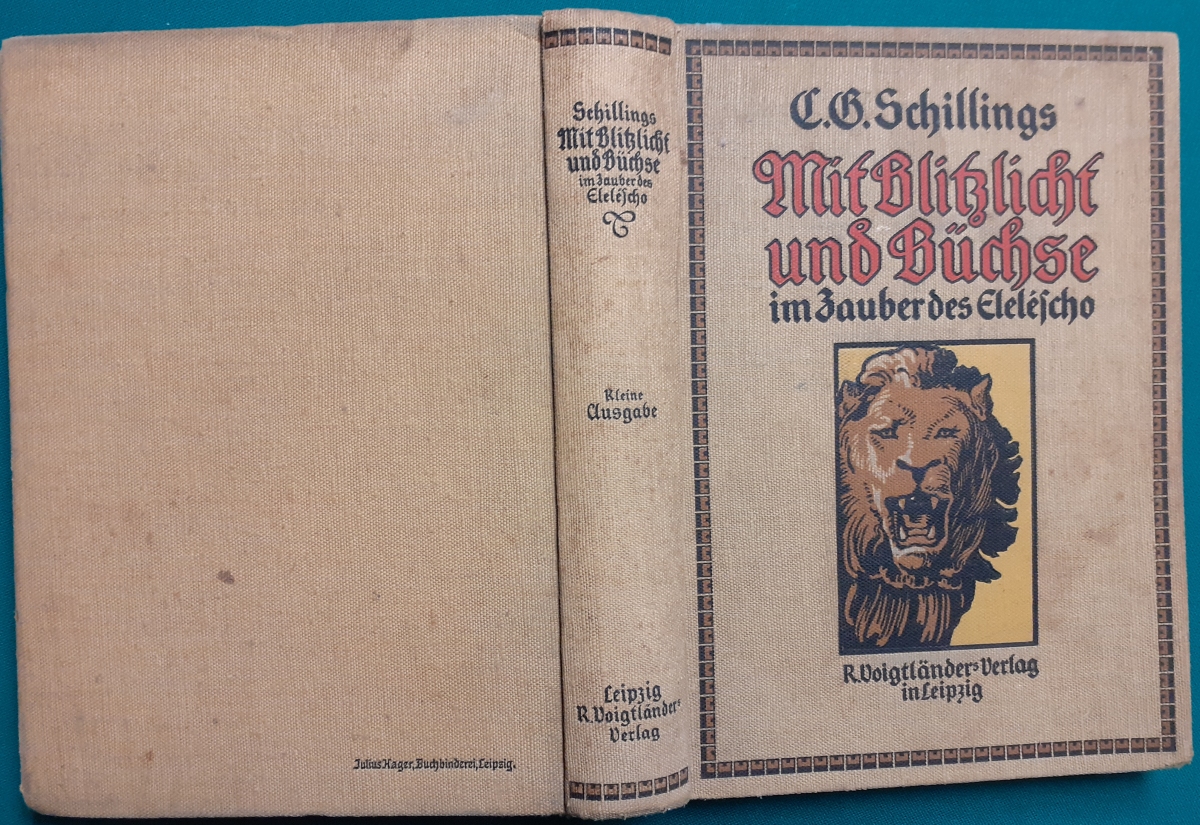 Julius Hager, Buchbinderei, Leipzig.
Schillings
Mit Blitzlicht
und Büchse
im Zauber des
Eleléscho
Kleine
Ausgabe
Leipzig
R. Voigtländers
Verlag
C. G. Schillings
Mit Blitzlicht
und Büchse
im Zauber des Eleléscho
R. Voigtländers Verlag
in Leipzig